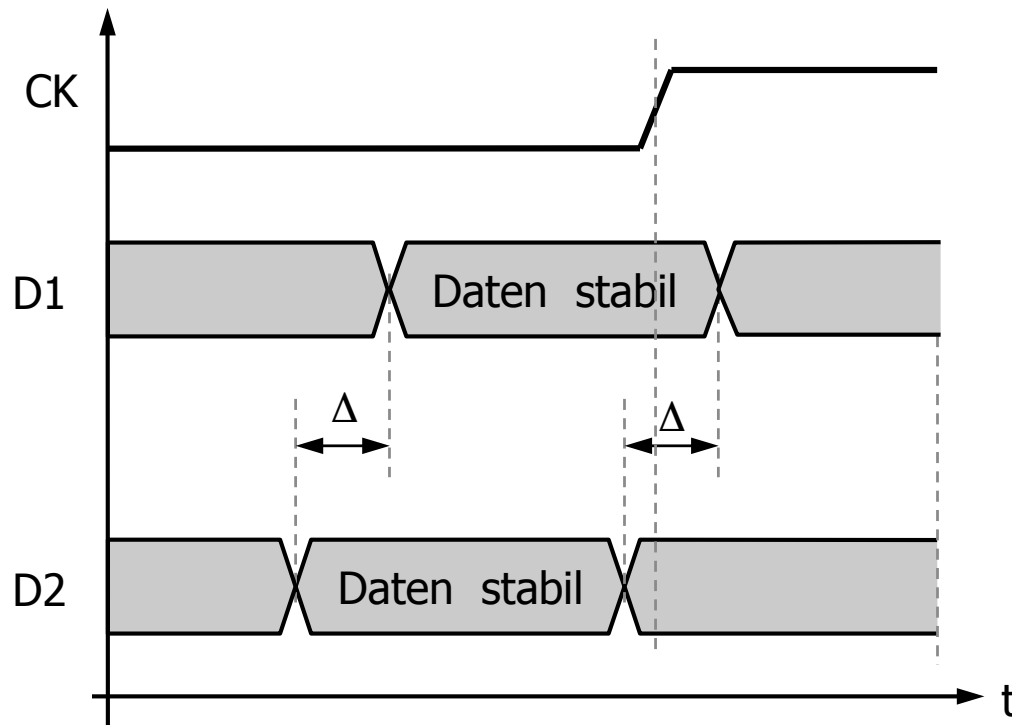 CK
D1
Daten stabil
Δ
Δ
D2
Daten stabil
t